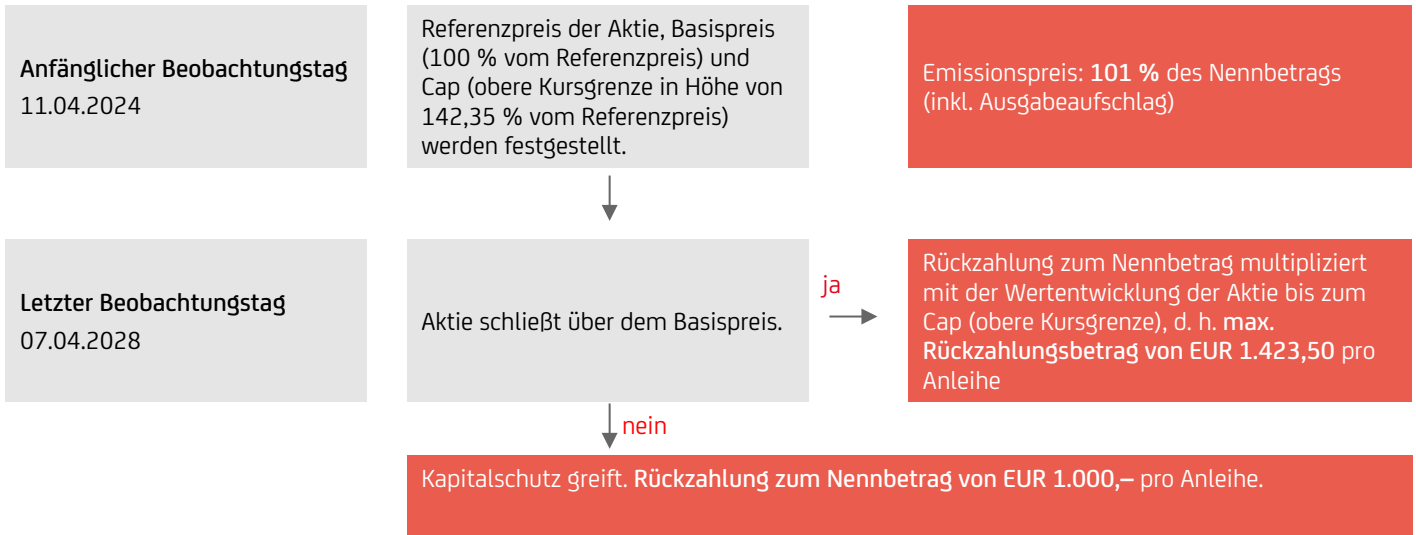 Anfänglicher Beobachtungstag
11.04.2024
Referenzpreis der Aktie, Basispreis
(100 % vom Referenzpreis) und
Cap (obere Kursgrenze in Höhe von
142,35 % vom Referenzpreis)
werden festgestellt.
Emissionspreis: 101 % des Nennbetrags
(inkl. Ausgabeaufschlag)
Letzter Beobachtungstag
07.04.2028
Aktie schließt über dem Basispreis.
ja
Rückzahlung zum Nennbetrag multipliziert
mit der Wertentwicklung der Aktie bis zum
Cap (obere Kursgrenze), d. h. max.
Rückzahlungsbetrag von EUR 1.423,50 pro
Anleihe
nein
Kapitalschutz greift. Rückzahlung zum Nennbetrag von EUR 1.000,– pro Anleihe.